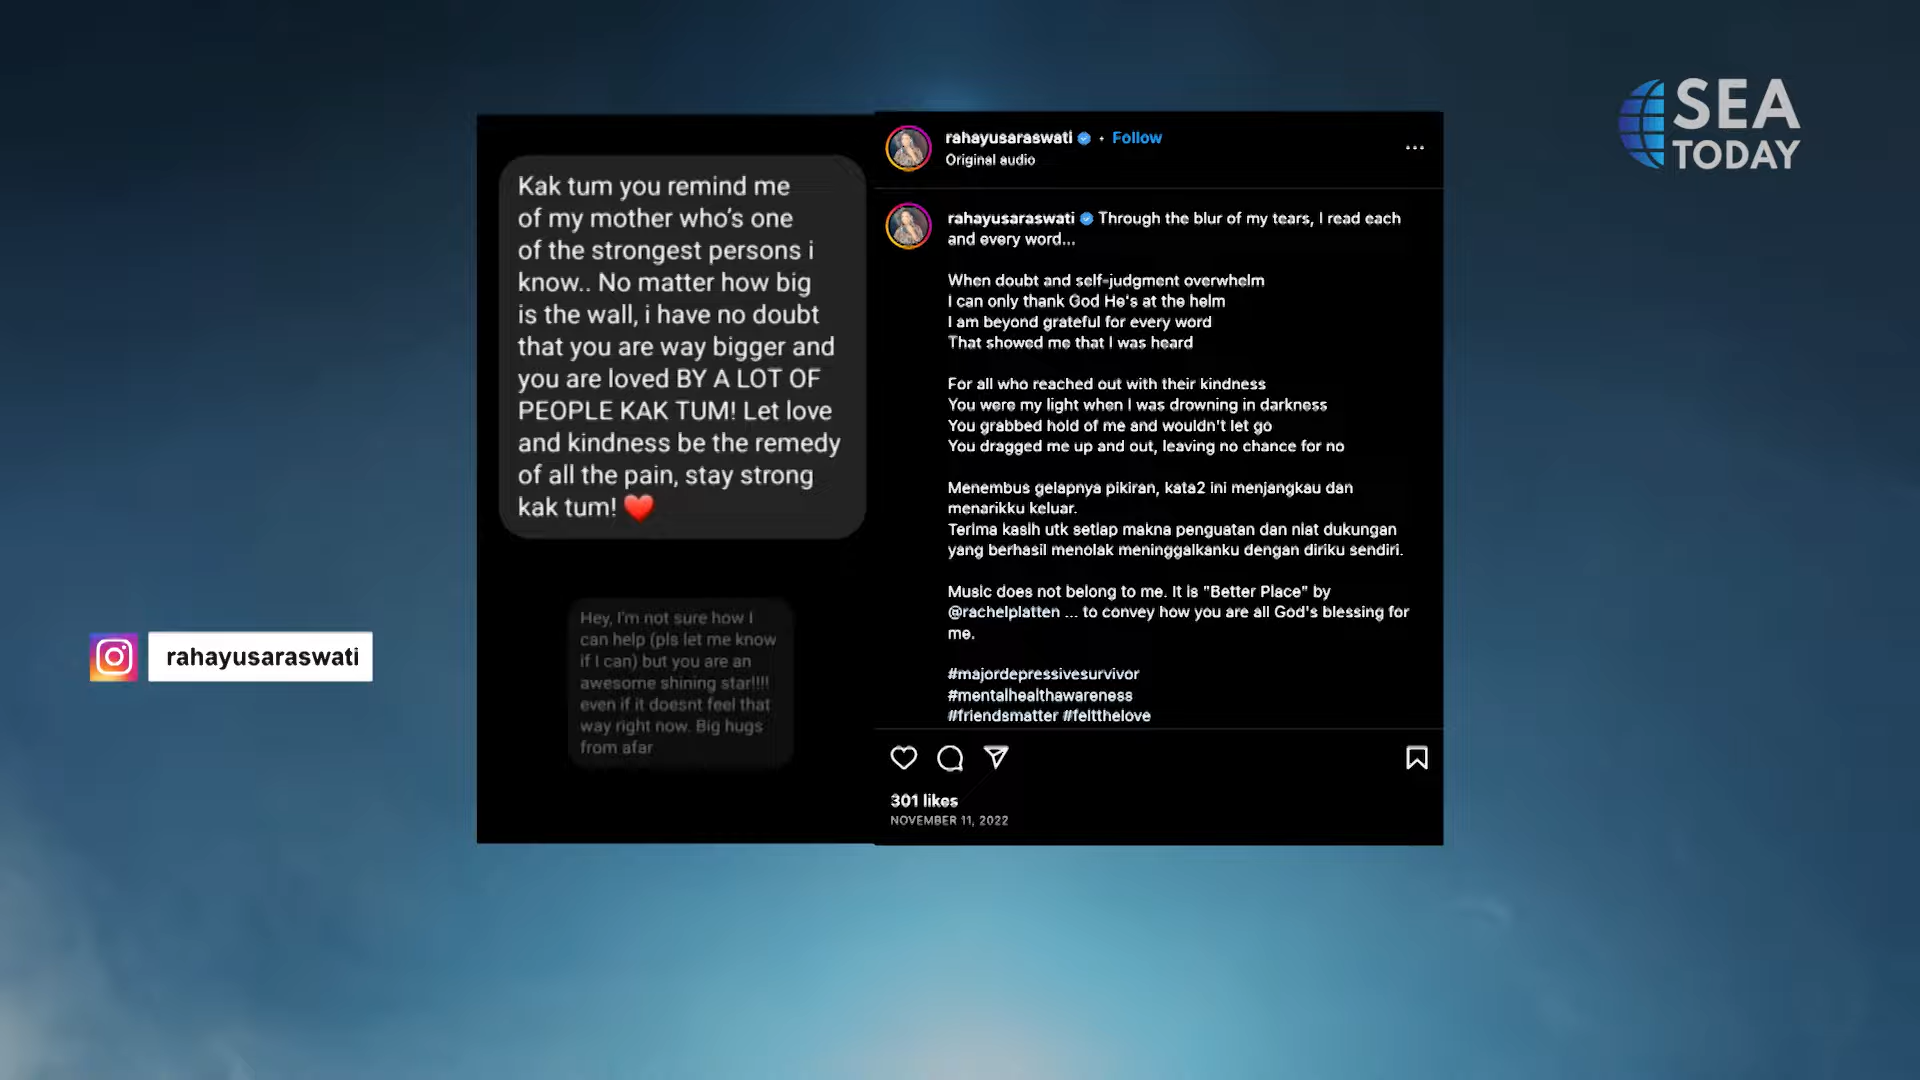 SEA
TODAY
Kak tum you remind me
of my mother who's one
of the strongest persons i
know.. No matter how big
is the wall, i have no doubt
that you are way bigger and
you are loved BY A LOT OF
PEOPLE KAK TUM! Let love
and kindness be the remedy
of all the pain, stay strong
kak tum! ❤️
Hey, I'm not sure how I
can help (pls let me know
if I can) but you are an
awesome shining star!!!!
even if it doesnt feel that
way right now. Big hugs
from afar
rahayusaraswati • Follow
Original audio
...
rahayusaraswati Through the blur of my tears, I read each
and every word...
When doubt and self-judgment overwhelm
I can only thank God He's at the helm
I am beyond grateful for every word
That showed me that I was heard
For all who reached out with their kindness
You were my light when I was drowning in darkness
You grabbed hold of me and wouldn't let go
You dragged me up and out, leaving no chance for no
Menembus gelapnya pikiran, kata2 ini menjangkau dan
menarikku keluar.
Terima kasih utk setiap makna penguatan dan niat dukungan
yang berhasil menolak meninggalkanku dengan diriku sendiri.
Music does not belong to me. It is "Better Place" by
@rachelplatten ... to convey how you are all God's blessing for
me.
#majordepressivesurvivor
#mentalhealthawareness
#friendsmatter #feltthelove
301 likes
NOVEMBER 11, 2022
rahayusaraswati